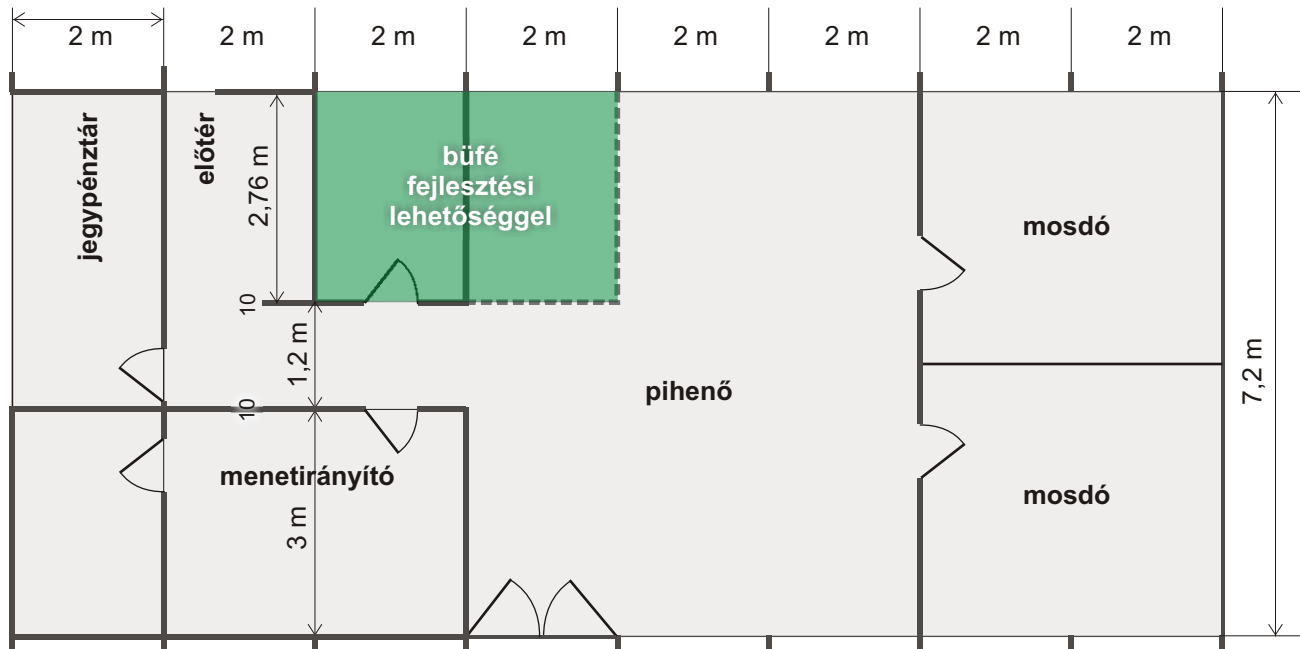 2 m
2 m
2 m
2 m
2 m
2 m
2 m
2 m
jegypénztár
előtér
2,76 m
büfé
fejlesztési
lehetőséggel
mosdó
10
1,2 m
10
pihenő
7,2 m
menetirányító
3 m
mosdó